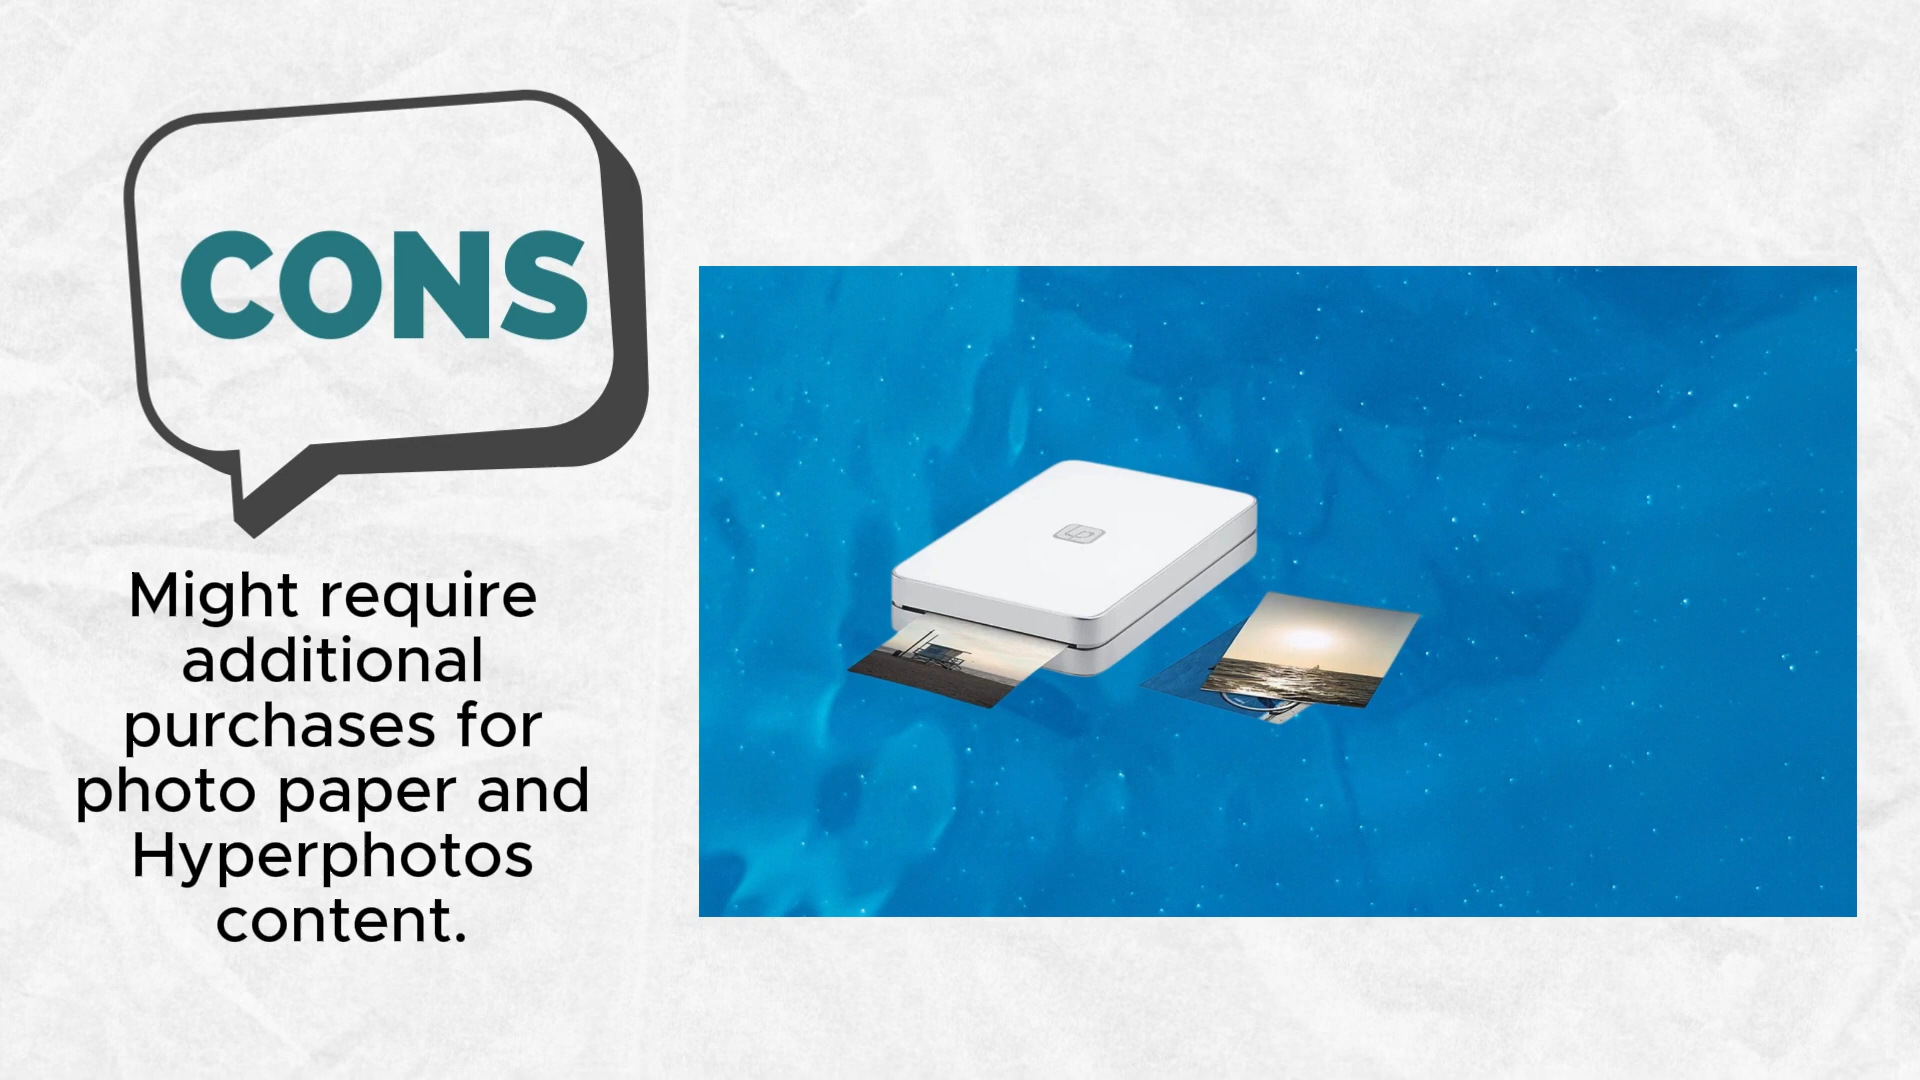 CONS
Might require
additional
purchases for
photo paper and
Hyperphotos
content.